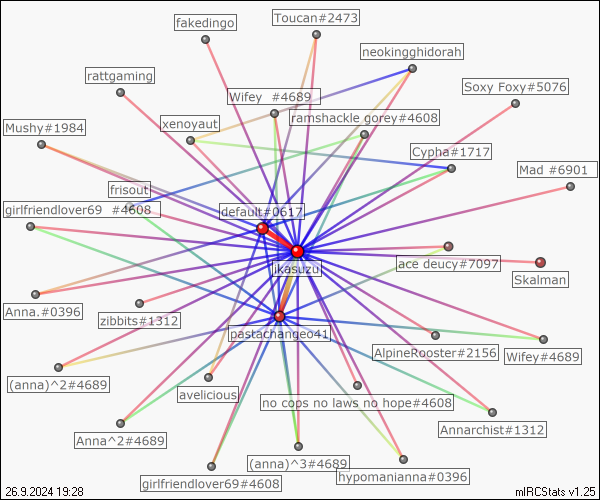 Toucan#2473
fakedingo
neokingghidorah
rattgaming
Soxy Foxy#5076
Wifey #4689
ramshackle gorey#4608
xenoyaut
Mushy#1984
Cypha#1717
Mad #6901
frisout
girlfriendlover69 #4608
default#0617
jikasuzu
ace deucy#7097
Skalman
Anna.#0396
zibbits#1312
pastachangeo41
AlpineRooster#2156
Wifey#4689
(anna)^2#4689
avelicious
no cops no laws no hope#4608
Annarchist#1312
Anna^2#4689
(anna)^3#4689
hypomanianna#0396
girlfriendlover69#4608
26.9.2024 19:28
mIRCStats v1.25